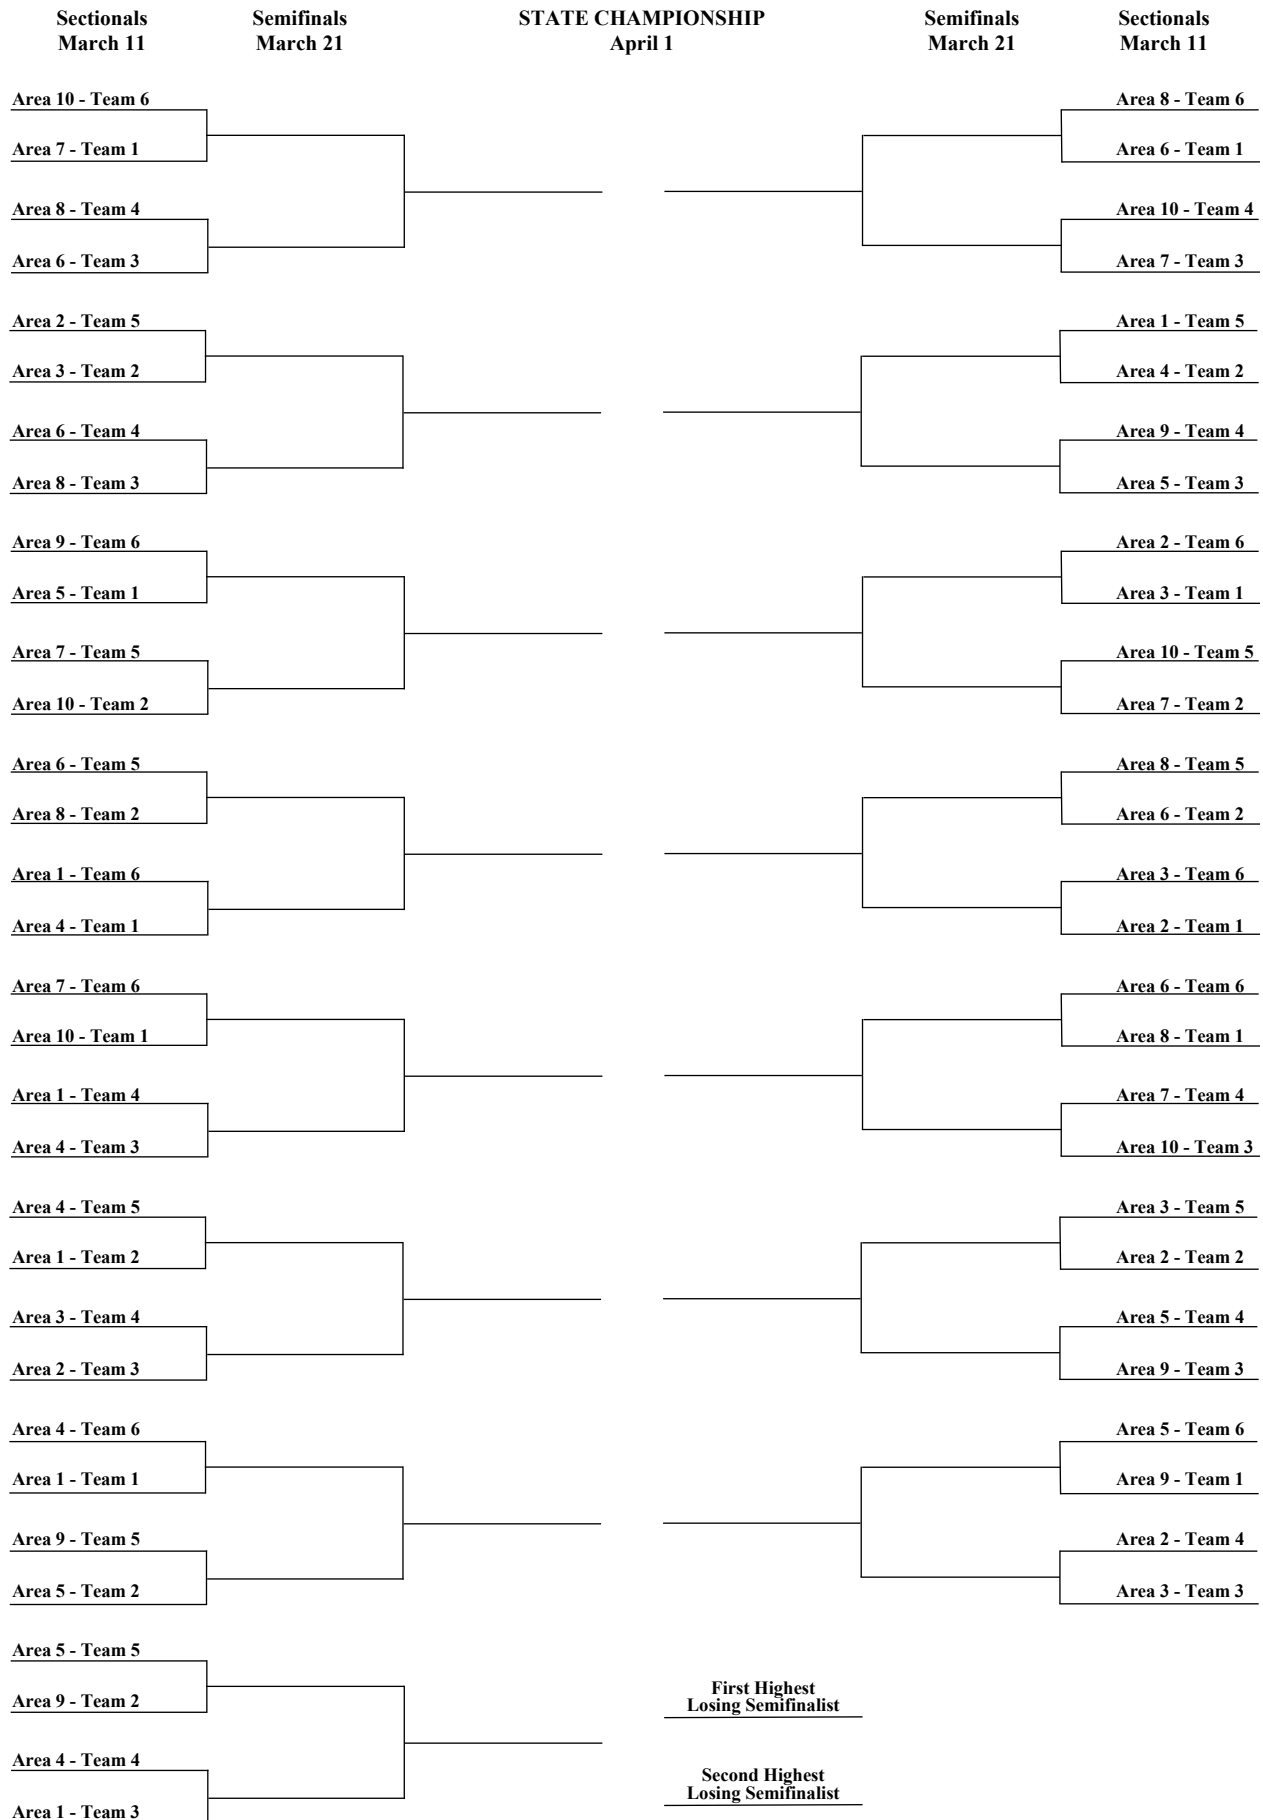 Sectionals
March 11
Semifinals
March 21
STATE CHAMPIONSHIP
April 1
Semifinals
March 21
Sectionals
March 11
Area 10 - Team 6
Area 7 - Team 1
Area 8 - Team 4
Area 6 - Team 3
Area 2 - Team 5
Area 3 - Team 2
Area 6 - Team 4
Area 8 - Team 3
Area 9 - Team 6
Area 5 - Team 1
Area 7 - Team 5
Area 10 - Team 2
Area 6 - Team 5
Area 8 - Team 2
Area 1 - Team 6
Area 4 - Team 1
Area 7 - Team 6
Area 10 - Team 1
Area 1 - Team 4
Area 4 - Team 3
Area 4 - Team 5
Area 1 - Team 2
Area 3 - Team 4
Area 2 - Team 3
Area 4 - Team 6
Area 1 - Team 1
Area 9 - Team 5
Area 5 - Team 2
Area 5 - Team 5
Area 9 - Team 2
Area 4 - Team 4
Area 1 - Team 3
Area 8 - Team 6
Area 6 - Team 1
Area 10 - Team 4
Area 7 - Team 3
Area 1 - Team 5
Area 4 - Team 2
Area 9 - Team 4
Area 5 - Team 3
Area 2 - Team 6
Area 3 - Team 1
Area 10 - Team 5
Area 7 - Team 2
Area 8 - Team 5
Area 6 - Team 2
Area 3 - Team 6
Area 2 - Team 1
Area 6 - Team 6
Area 8 - Team 1
Area 7 - Team 4
Area 10 - Team 3
Area 3 - Team 5
Area 2 - Team 2
Area 5 - Team 4
Area 9 - Team 3
Area 5 - Team 6
Area 9 - Team 1
Area 2 - Team 4
Area 3 - Team 3
First Highest
Losing Semifinalist
Second Highest
Losing Semifinalist